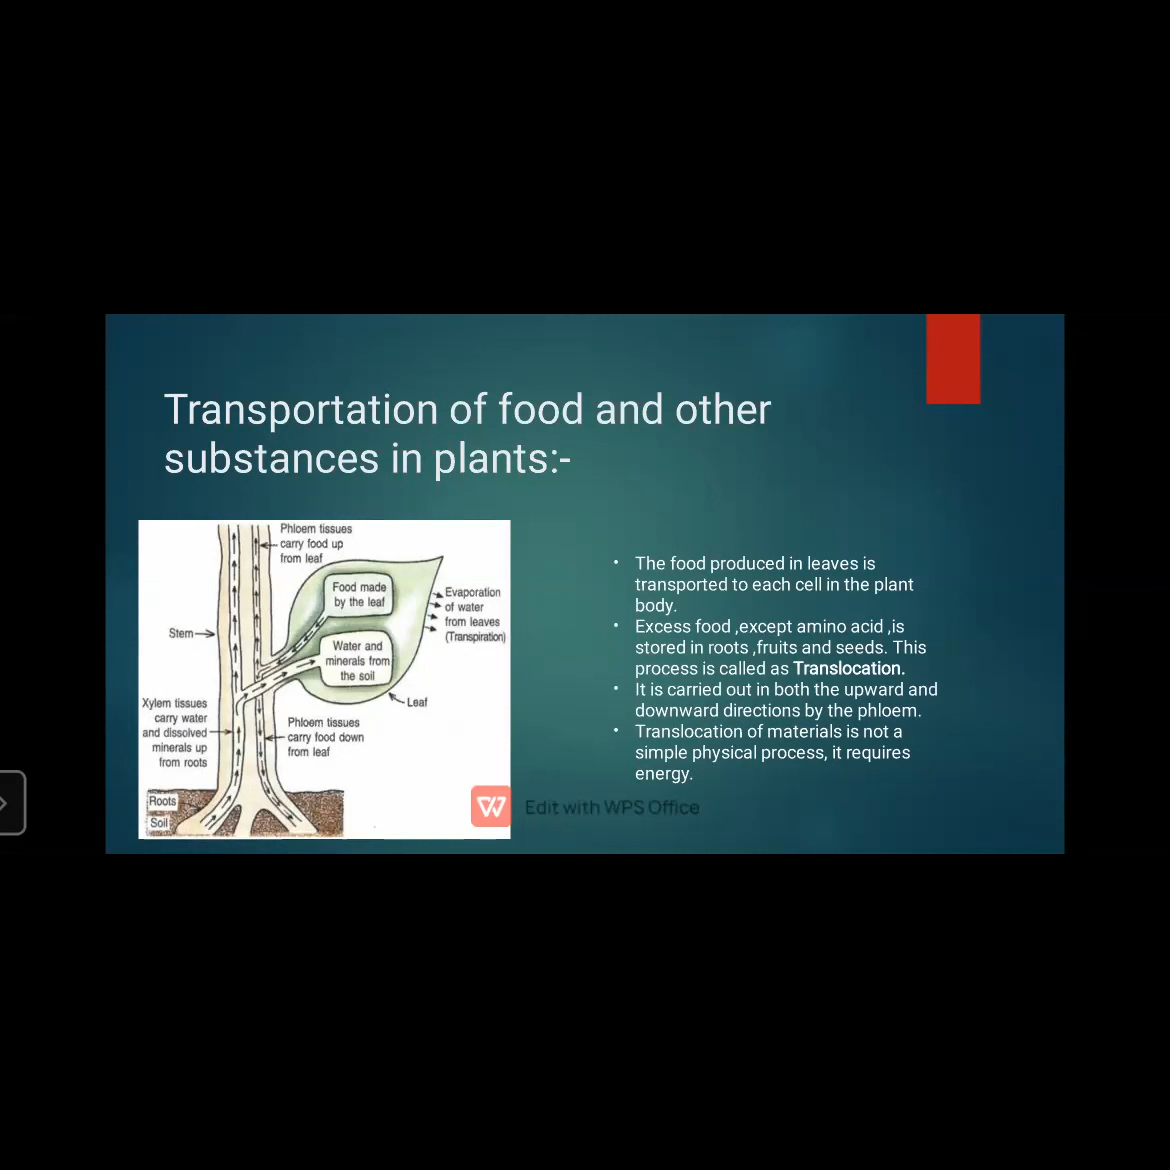 Transportation of food and other
substances in plants:-
Phloem tissues
carry food up
from leaf
Food made
by the leaf
Evaporation
of water
from leaves
(Transpiration)
Stem
Water and
minerals from
the soil
Leaf
Xylem tissues
carry water
and dissolved
minerals up
from roots
Phloem tissues
carry food down
from leaf
Roots
Soil
• The food produced in leaves is
transported to each cell in the plant
body.
• Excess food ,except amino acid ,is
stored in roots ,fruits and seeds. This
process is called as Translocation.
• It is carried out in both the upward and
downward directions by the phloem.
• Translocation of materials is not a
simple physical process, it requires
energy.
Edit with WPS Office